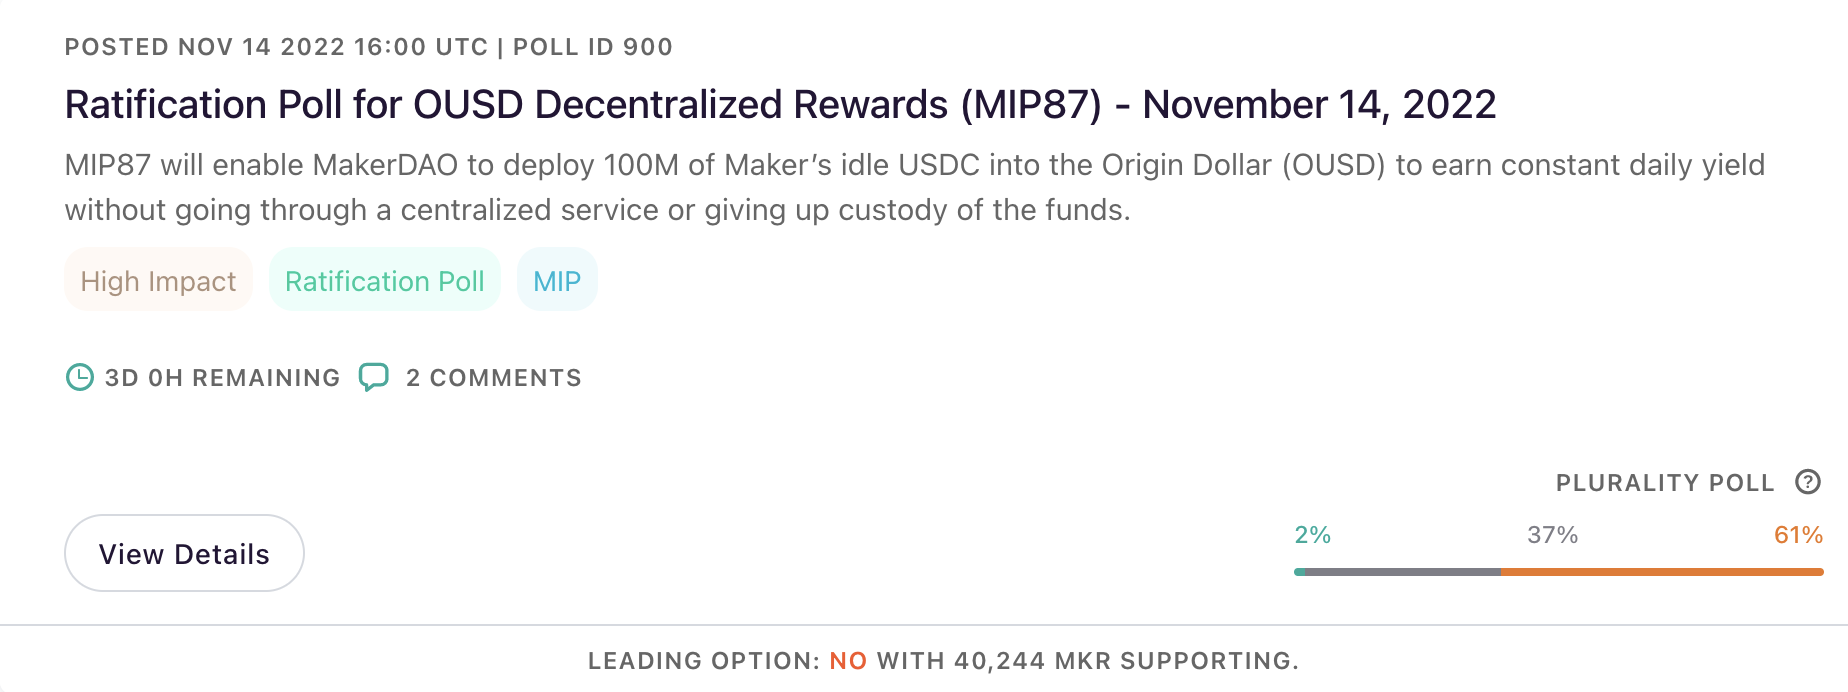 POSTED NOV 14 2022 16:00 UTC | POLL ID 900
Ratification Poll for OUSD Decentralized Rewards (MIP87) - November 14, 2022
MIP87 will enable MakerDAO to deploy 100M of Maker’s idle USDC into the Origin Dollar (OUSD) to earn constant daily yield
without going through a centralized service or giving up custody of the funds.
High Impact Ratification Poll MIP
3D 0H REMAINING 2 COMMENTS
PLURALITY POLL ?
2% 37% 61%
View Details
LEADING OPTION: NO WITH 40,244 MKR SUPPORTING.